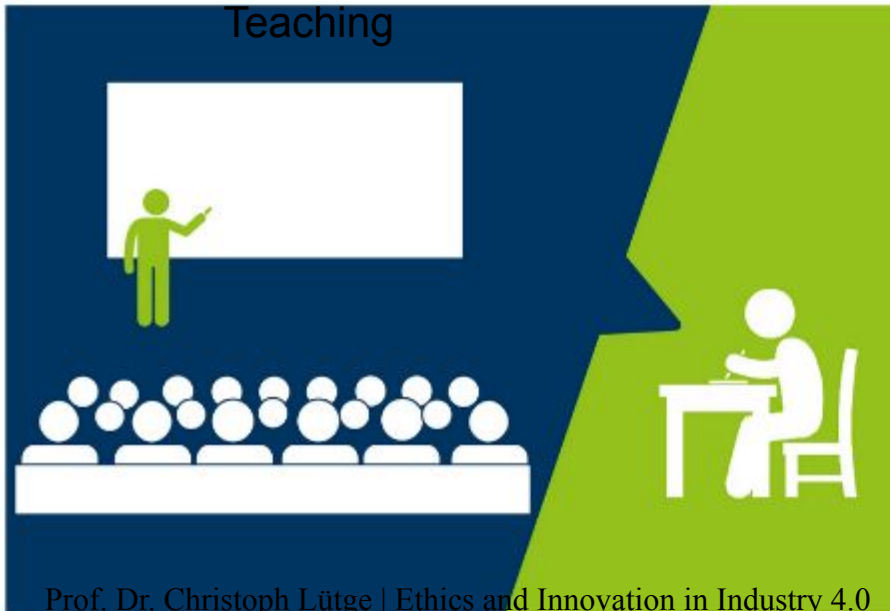 Teaching
Prof. Dr. Christoph Lütge | Ethics and Innovation in Industry 4.0